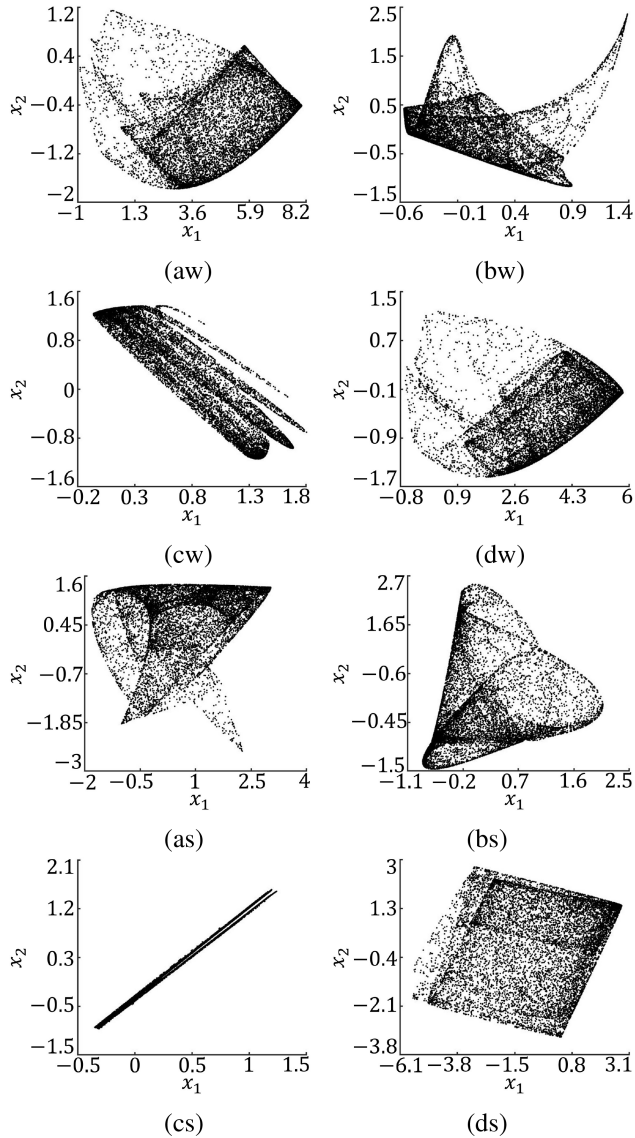 1.2
0.4
−0.4
−1.2
−2
x₂
−1 1.3 3.6 5.9 8.2
x₁
(aw)
2.5
1.5
0.5
−0.5
−1.5
x₂
−0.6 −0.1 0.4 0.9 1.4
x₁
(bw)
1.6
0.8
0
−0.8
−1.6
x₂
−0.2 0.3 0.8 1.3 1.8
x₁
(cw)
1.5
0.7
−0.1
−0.9
−1.7
x₂
−0.8 0.9 2.6 4.3 6
x₁
(dw)
1.6
0.45
−0.7
−1.85
−3
x₂
−2 −0.5 1 2.5 4
x₁
(as)
2.7
1.65
−0.6
−0.45
−1.5
x₂
−1.1 −0.2 0.7 1.6 2.5
x₁
(bs)
2.1
1.2
0.3
−0.5
−1.5
x₂
−0.5 0 0.5 1 1.5
x₁
(cs)
3
1.3
−0.4
−2.1
−3.8
x₂
−6.1 −3.8 −1.5 0.8 3.1
x₁
(ds)